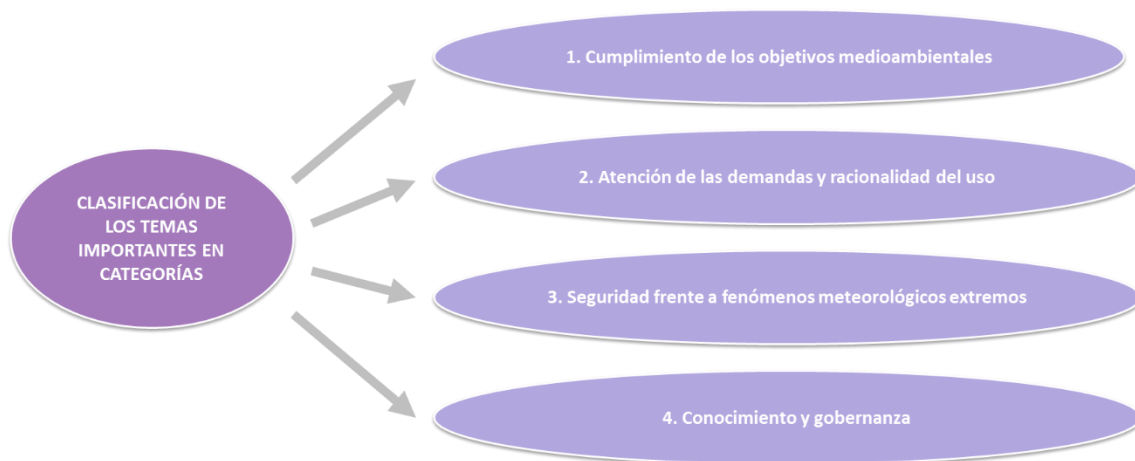 CLASIFICACIÓN DE
LOS TEMAS
IMPORTANTES EN
CATEGORÍAS
1. Cumplimiento de los objetivos medioambientales
2. Atención de las demandas y racionalidad del uso
3. Seguridad frente a fenómenos meteorológicos extremos
4. Conocimiento y gobernanza